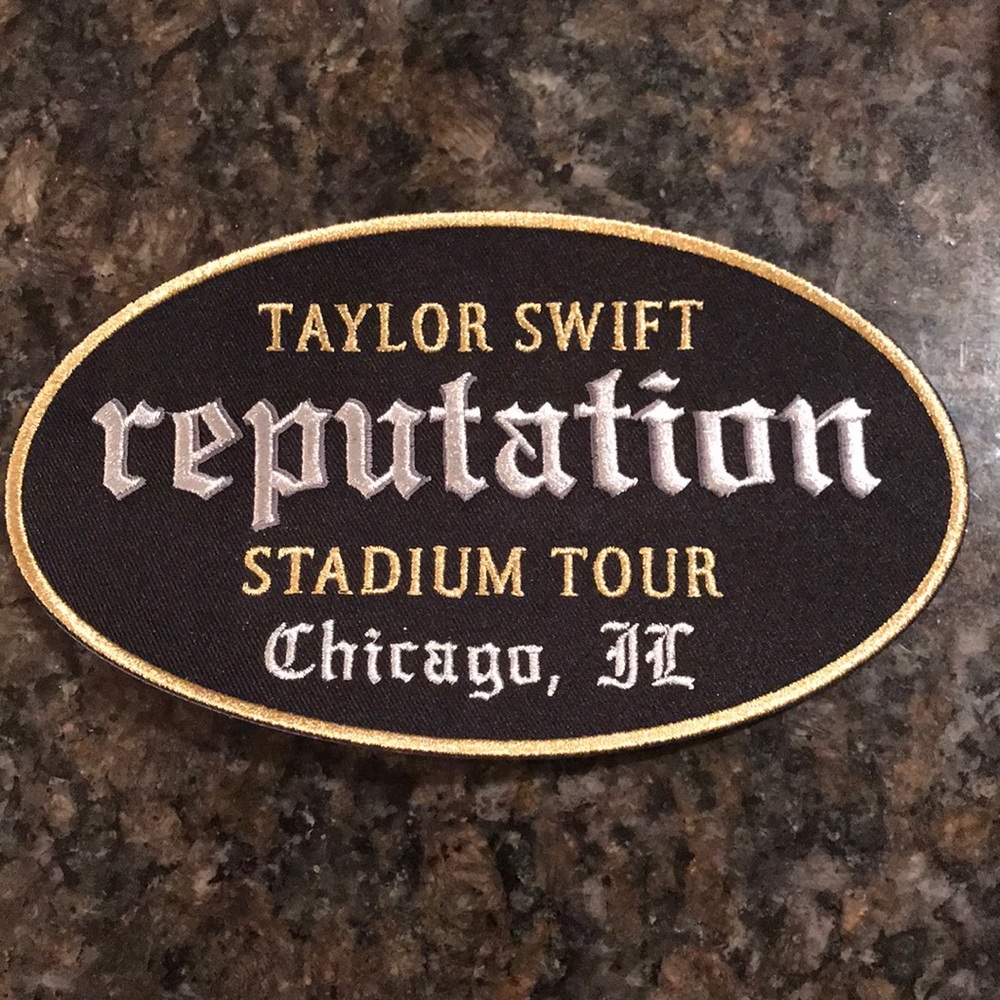 TAYLOR SWIFT
reputation
STADIUM TOUR
Chicago, IL